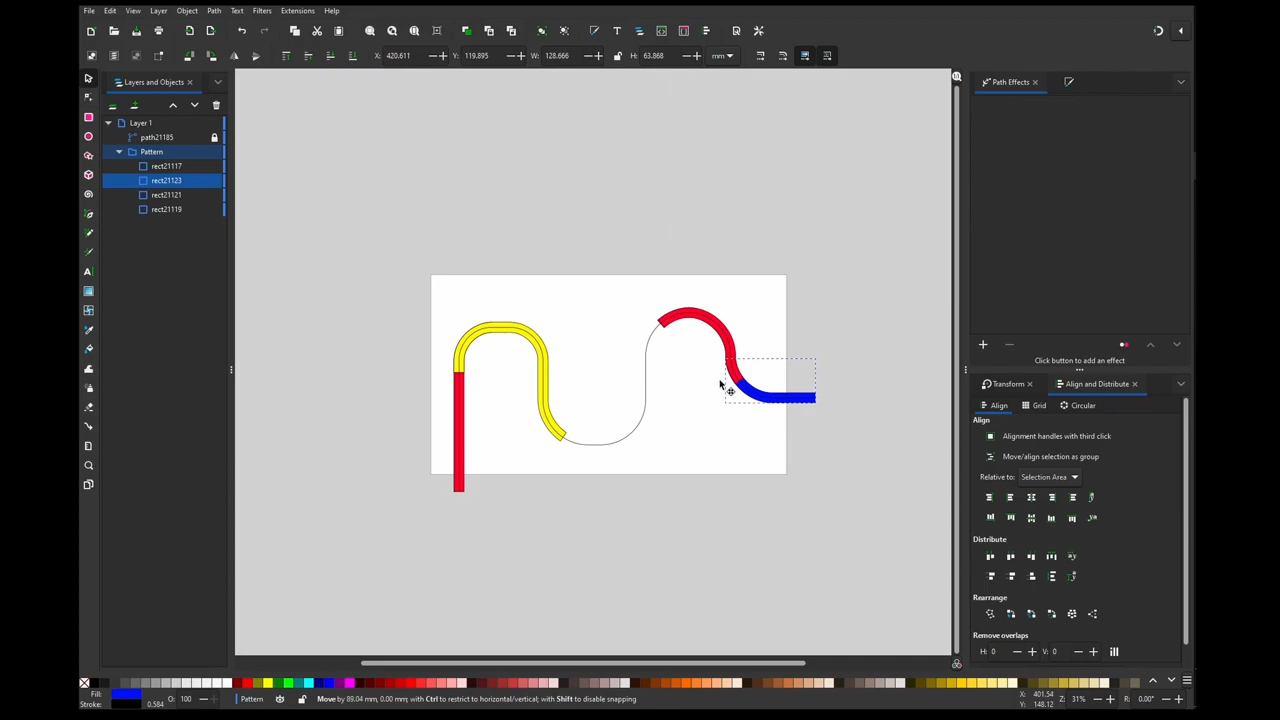 File Edit View Layer Object Path Text Filters Extensions Help
X: 420.611 Y: 119.895 W: 128.666 H: 63.868 mm
Layers and Objects
Layer 1
path21185
Pattern
rect21117
rect21123
rect21121
rect21119
Path Effects
Click button to add an effect
Transform Align and Distribute
Align Grid Circular
Align
Alignment handles with third click
Move/align selection as group
Relative to: Selection Area
Distribute
Rearrange
Remove overlaps
H: 0 V: 0
Fill: O: 100 Pattern Move by 89.04 mm, 0.00 mm; with Ctrl to restrict to horizontal/vertical; with Shift to disable snapping X: 401.54 Z: 31% R: 0.00°
Stroke: 0.584 Y: 148.12